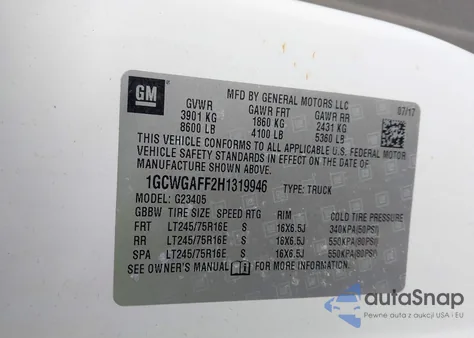 GM
MFD BY GENERAL MOTORS LLC 07/17
GVWR GAWR FRT GAWR RR
3901 KG 1860 KG 2431 KG
8600 LB 4100 LB 5360 LB
THIS VEHICLE CONFORMS TO ALL APPLICABLE U.S. FEDERAL MOTOR
VEHICLE SAFETY STANDARDS IN EFFECT ON THE DATE OF
MANUFACTURE SHOWN ABOVE.
1GCWGAFF2H1319946 TYPE: TRUCK
MODEL: G23405
GBBW TIRE SIZE SPEED RTG RIM COLD TIRE PRESSURE
FRT LT245/75R16E S 16X6.5J 340KPA(50PSI)
RR LT245/75R16E S 16X6.5J 550KPA(80PSI)
SPA LT245/75R16E S 16X6.5J 550KPA(80PSI)
SEE OWNER'S MANUAL FOR MORE INFORMATION.
autaSnap
Pewne auta z aukcji USA i EU